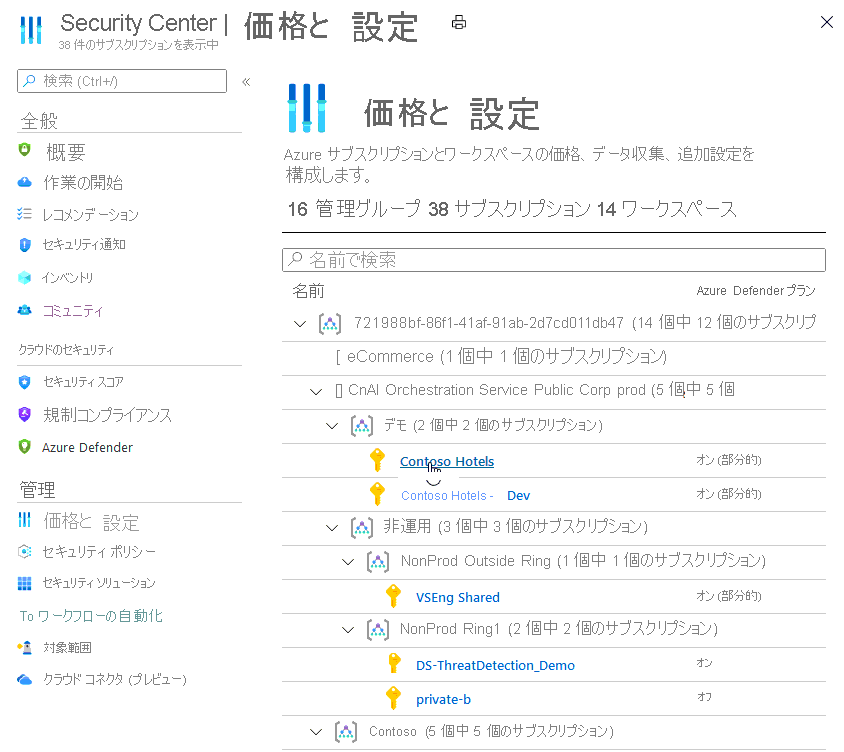 Security Center | 価格と 設定
38 件のサブスクリプションを表示中
検索 (Ctrl+/)
«
全般
概要
作業の開始
レコメンデーション
セキュリティ通知
インベントリ
コミュニティ
クラウドのセキュリティ
セキュリティ スコア
規制コンプライアンス
Azure Defender
管理
価格と 設定
セキュリティ ポリシー
セキュリティ ソリューション
To ワークフローの自動化
対象範囲
クラウド コネクタ (プレビュー)
価格と 設定
Azure サブスクリプションとワークスペースの価格、データ収集、追加設定を
構成します。
16 管理グループ 38 サブスクリプション 14 ワークスペース
名前で検索
名前 Azure Defender プラン
721988bf-86f1-41af-91ab-2d7cd011db47 (14 個中 12 個のサブスクリプ
[ eCommerce (1 個中 1 個のサブスクリプション)
[] CnAI Orchestration Service Public Corp prod (5 個中 5 個
デモ (2 個中 2 個のサブスクリプション)
Contoso Hotels オン (部分的)
Contoso Hotels - Dev オン (部分的)
非運用 (3 個中 3 個のサブスクリプション)
NonProd Outside Ring (1 個中 1 個のサブスクリプション)
VSEng Shared オン (部分的)
NonProd Ring1 (2 個中 2 個のサブスクリプション)
DS-ThreatDetection_Demo オン
private-b オフ
Contoso (5 個中 5 個のサブスクリプション)